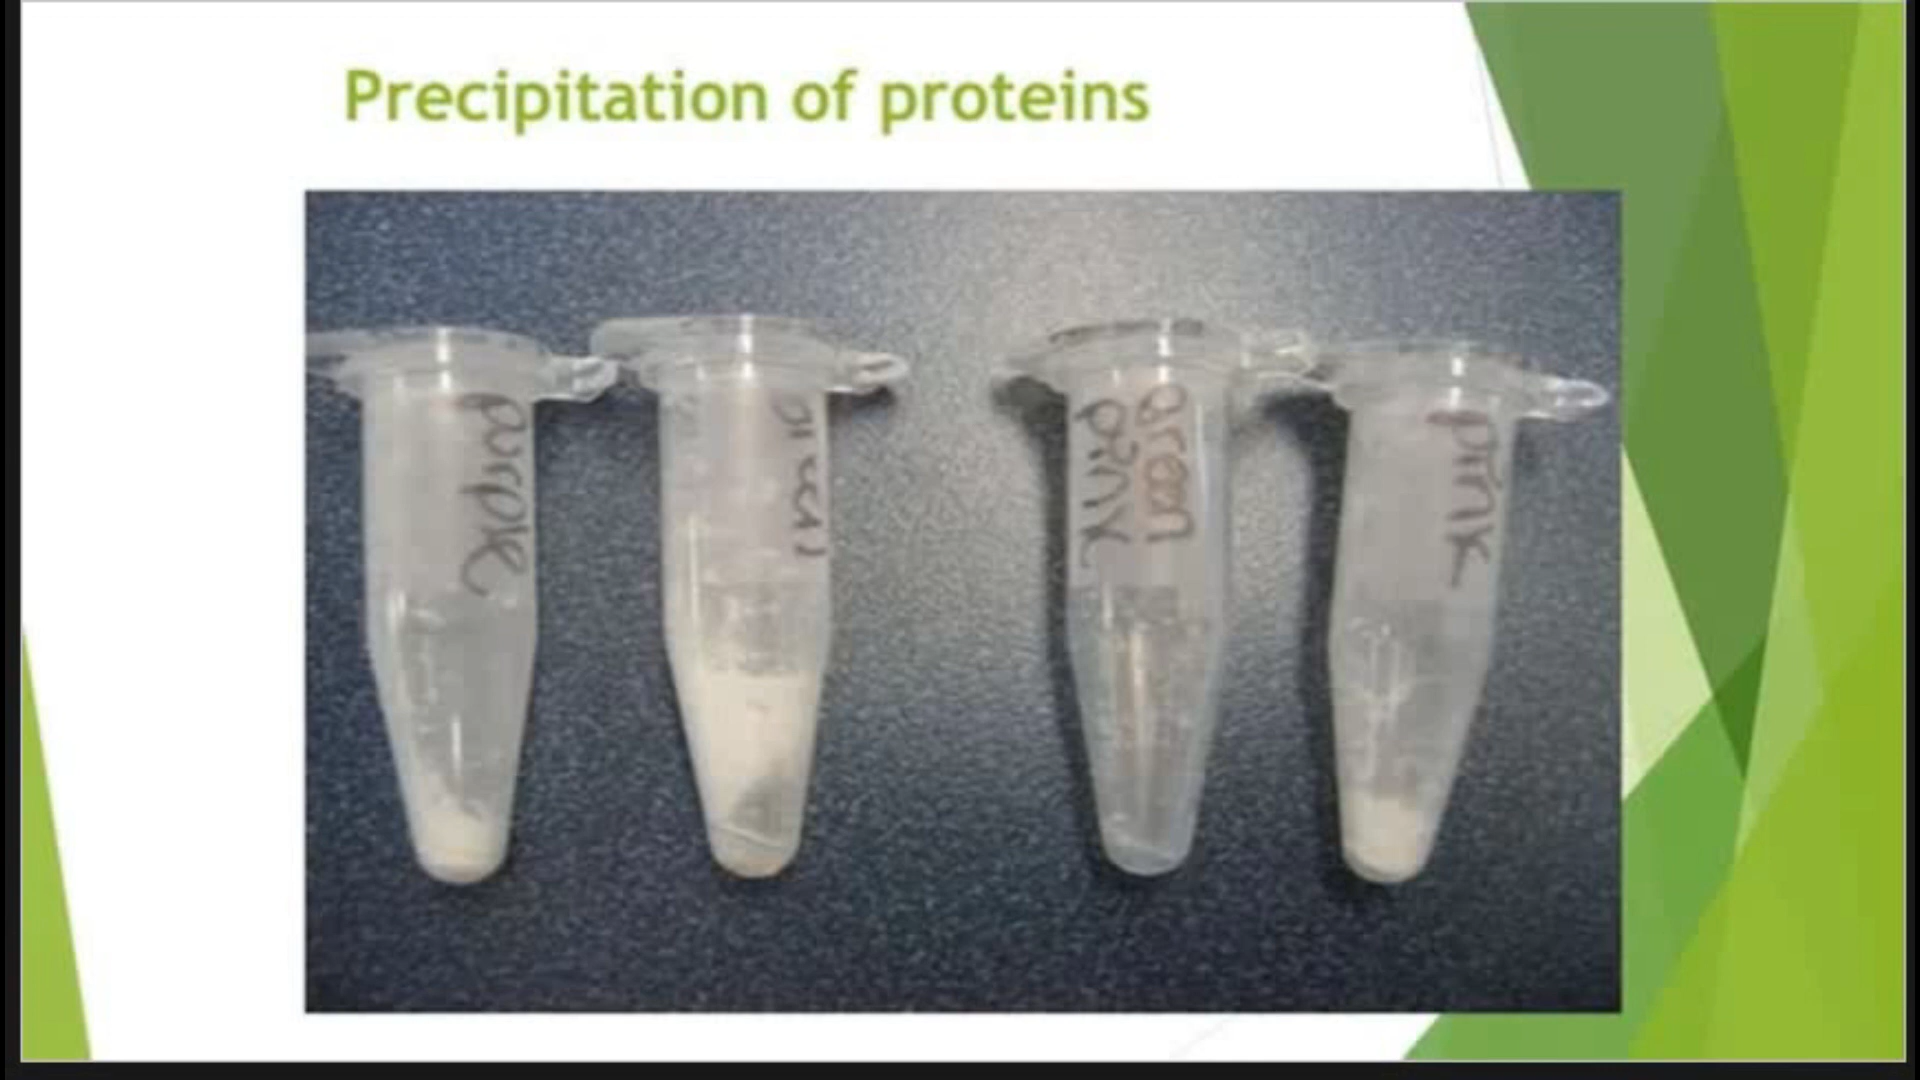 Precipitation of proteins
purple
green
pink
pink